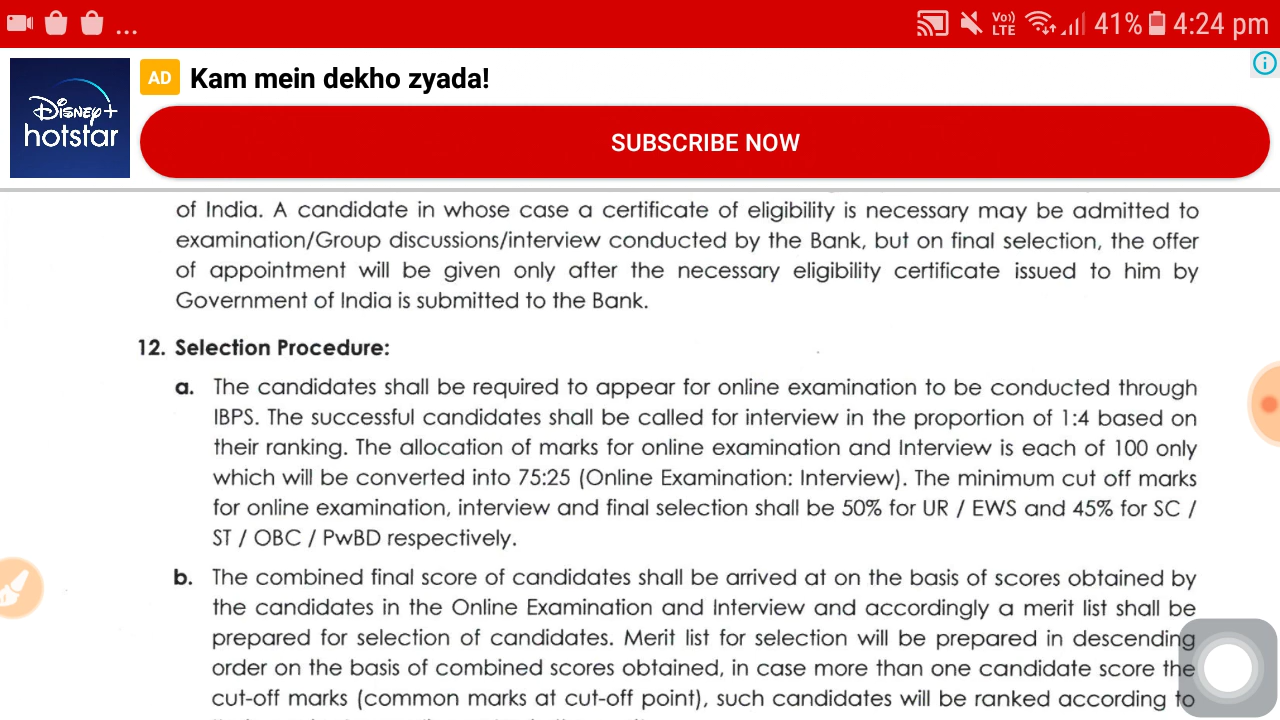 ... Vo) LTE 41% 4:24 pm
Disney+ hotstar
AD Kam mein dekho zyada!
SUBSCRIBE NOW
of India. A candidate in whose case a certificate of eligibility is necessary may be admitted to
examination/Group discussions/interview conducted by the Bank, but on final selection, the offer
of appointment will be given only after the necessary eligibility certificate issued to him by
Government of India is submitted to the Bank.
12. Selection Procedure:
a. The candidates shall be required to appear for online examination to be conducted through
IBPS. The successful candidates shall be called for interview in the proportion of 1:4 based on
their ranking. The allocation of marks for online examination and Interview is each of 100 only
which will be converted into 75:25 (Online Examination: Interview). The minimum cut off marks
for online examination, interview and final selection shall be 50% for UR / EWS and 45% for SC /
ST / OBC / PwBD respectively.
b. The combined final score of candidates shall be arrived at on the basis of scores obtained by
the candidates in the Online Examination and Interview and accordingly a merit list shall be
prepared for selection of candidates. Merit list for selection will be prepared in descending
order on the basis of combined scores obtained, in case more than one candidate score the
cut-off marks (common marks at cut-off point), such candidates will be ranked according to